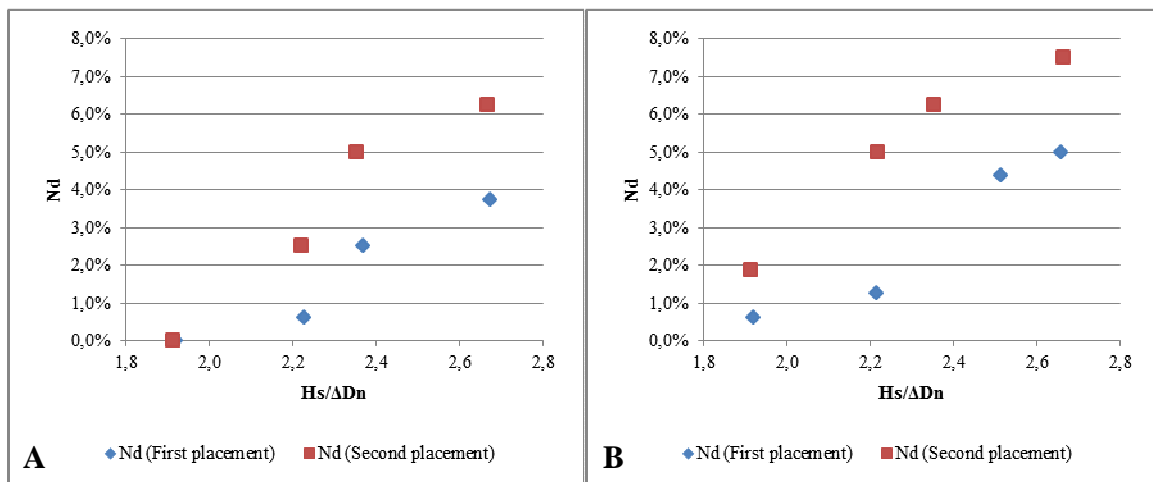 8,0%
7,0%
6,0%
5,0%
4,0%
3,0%
2,0%
1,0%
0,0%
Nd
1,8 2,0 2,2 2,4 2,6 2,8
Hs/ΔDn
Nd (First placement) Nd (Second placement)
A
8,0%
7,0%
6,0%
5,0%
4,0%
3,0%
2,0%
1,0%
0,0%
Nd
1,8 2,0 2,2 2,4 2,6 2,8
Hs/ΔDn
Nd (First placement) Nd (Second placement)
B